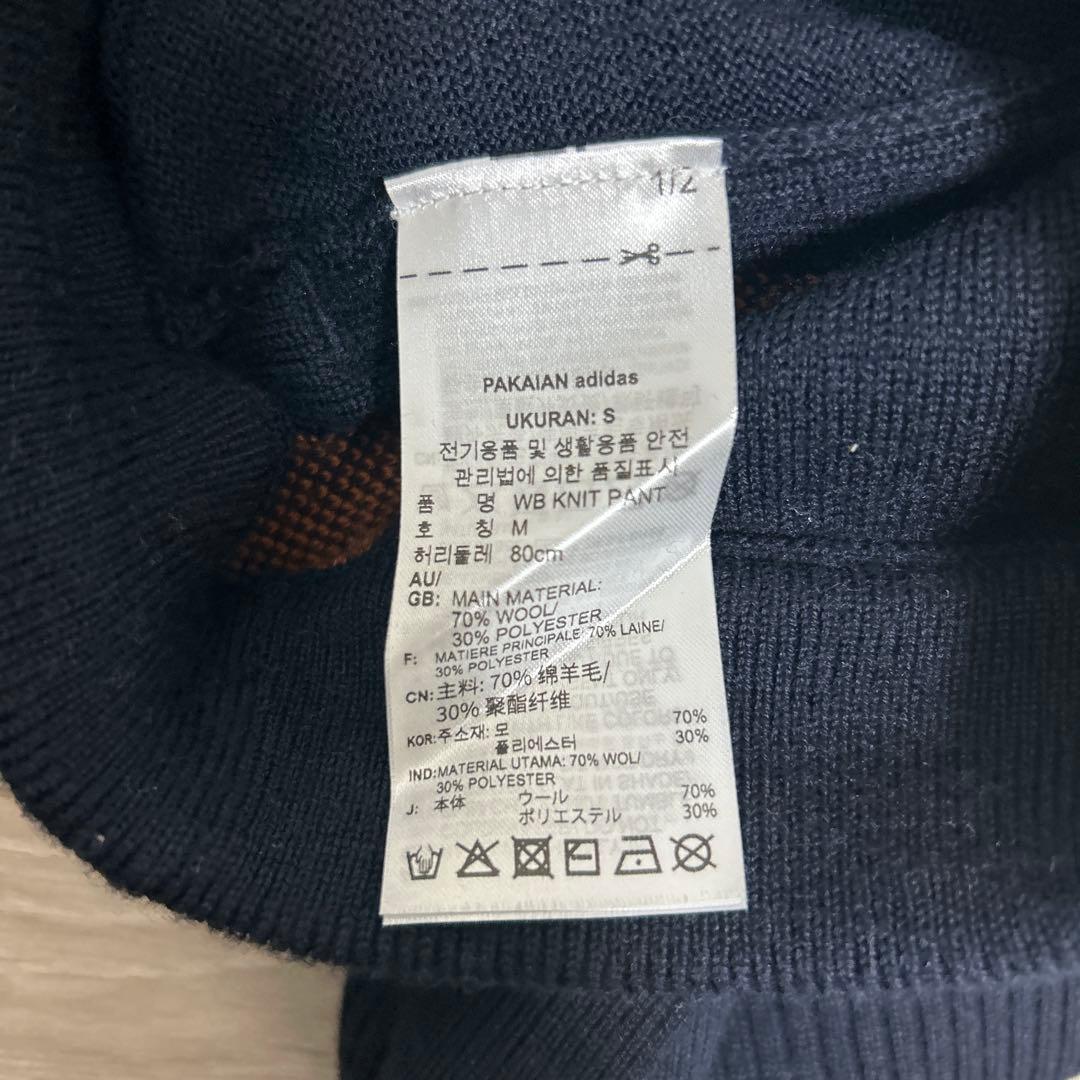 1/2
PAKAIAN adidas
UKURAN: S
전기용품 및 생활용품 안전
관리법에 의한 품질표시
품 명 WB KNIT PANT
호 칭 M
허리둘레 80cm
AU/
GB: MAIN MATERIAL:
70% WOOL/
30% POLYESTER
F: MATIERE PRINCIPALE: 70% LAINE/
30% POLYESTER
CN: 主料: 70% 绵羊毛/
30% 聚酯纤维
KOR: 주소재: 모 70%
폴리에스터 30%
IND: MATERIAL UTAMA: 70% WOL/
30% POLYESTER
J: 本体 ウール 70%
ポリエステル 30%